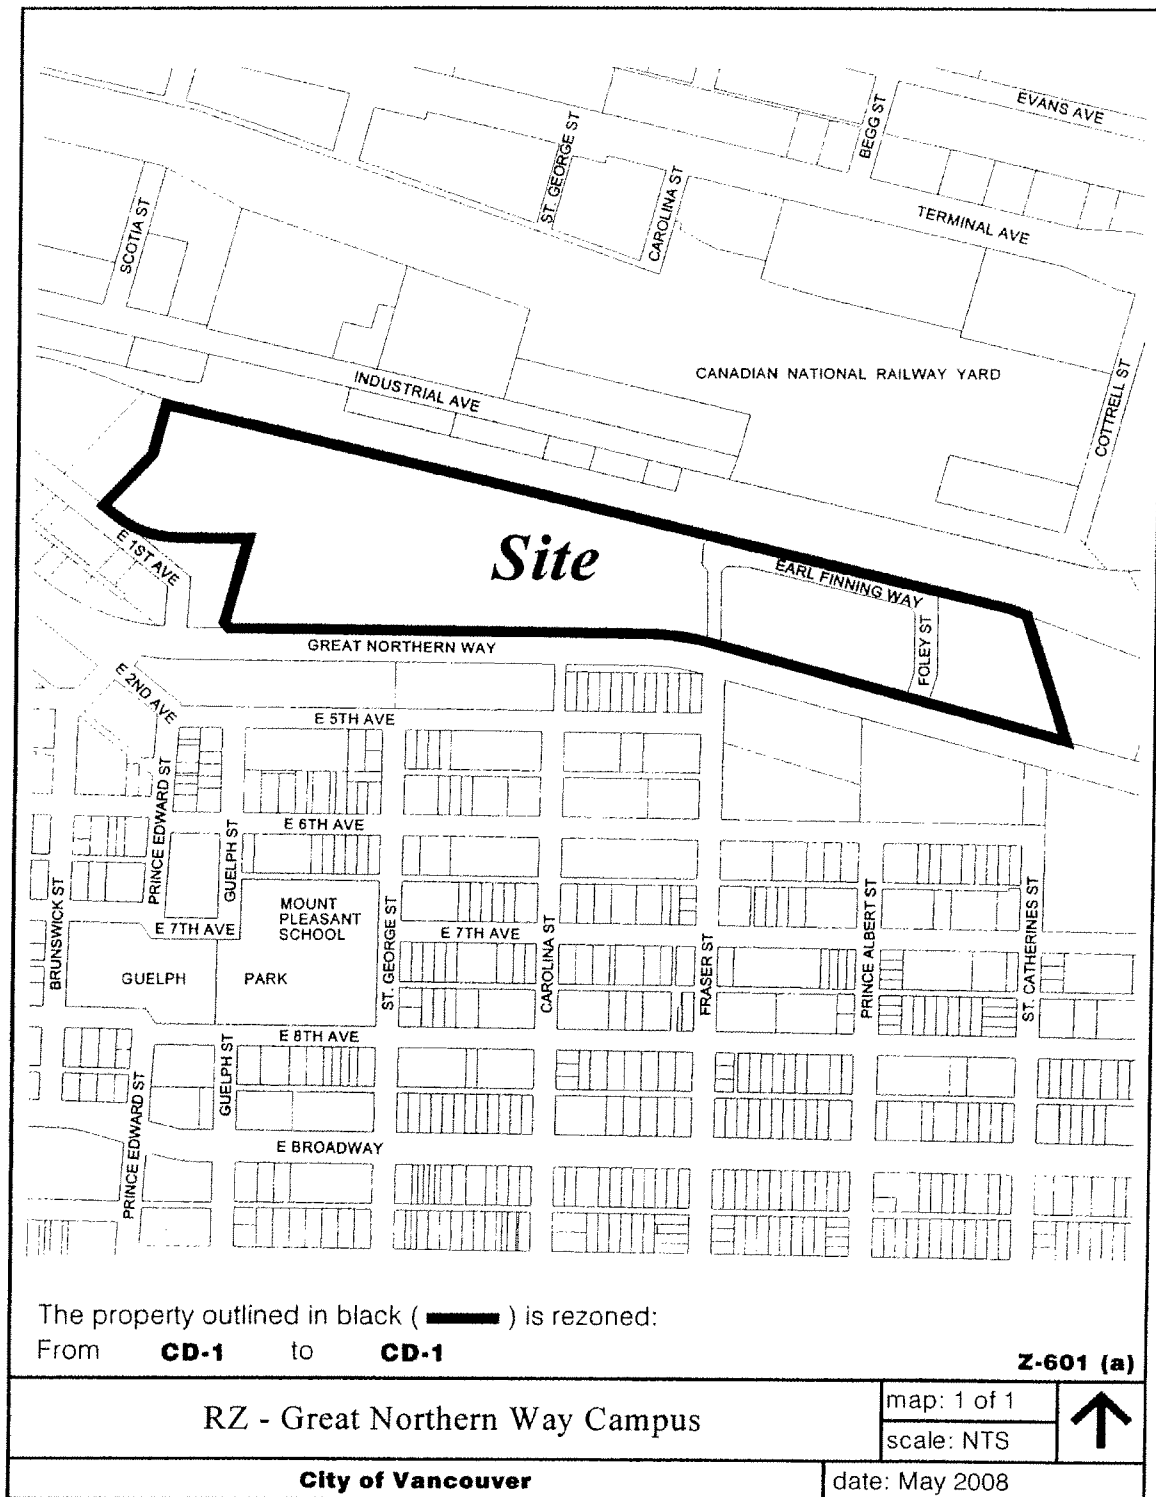 EVANS AVE
BEGG ST
ST. GEORGE ST
CAROLINA ST
TERMINAL AVE
SCOTIA ST
CANADIAN NATIONAL RAILWAY YARD
COTTRELL ST
INDUSTRIAL AVE
E 1ST AVE
Site
EARL FINNING WAY
FOLEY ST
GREAT NORTHERN WAY
E 2ND AVE
E 5TH AVE
PRINCE EDWARD ST
GUELPH ST
E 6TH AVE
BRUNSWICK ST
MOUNT
PLEASANT
SCHOOL
E 7TH AVE
E 7TH AVE
ST. GEORGE ST
CAROLINA ST
FRASER ST
PRINCE ALBERT ST
ST. CATHERINES ST
GUELPH PARK
E 8TH AVE
GUELPH ST
PRINCE EDWARD ST
E BROADWAY
The property outlined in black ( ) is rezoned:
From CD-1 to CD-1
Z-601 (a)
RZ - Great Northern Way Campus
map: 1 of 1
scale: NTS
City of Vancouver
date: May 2008